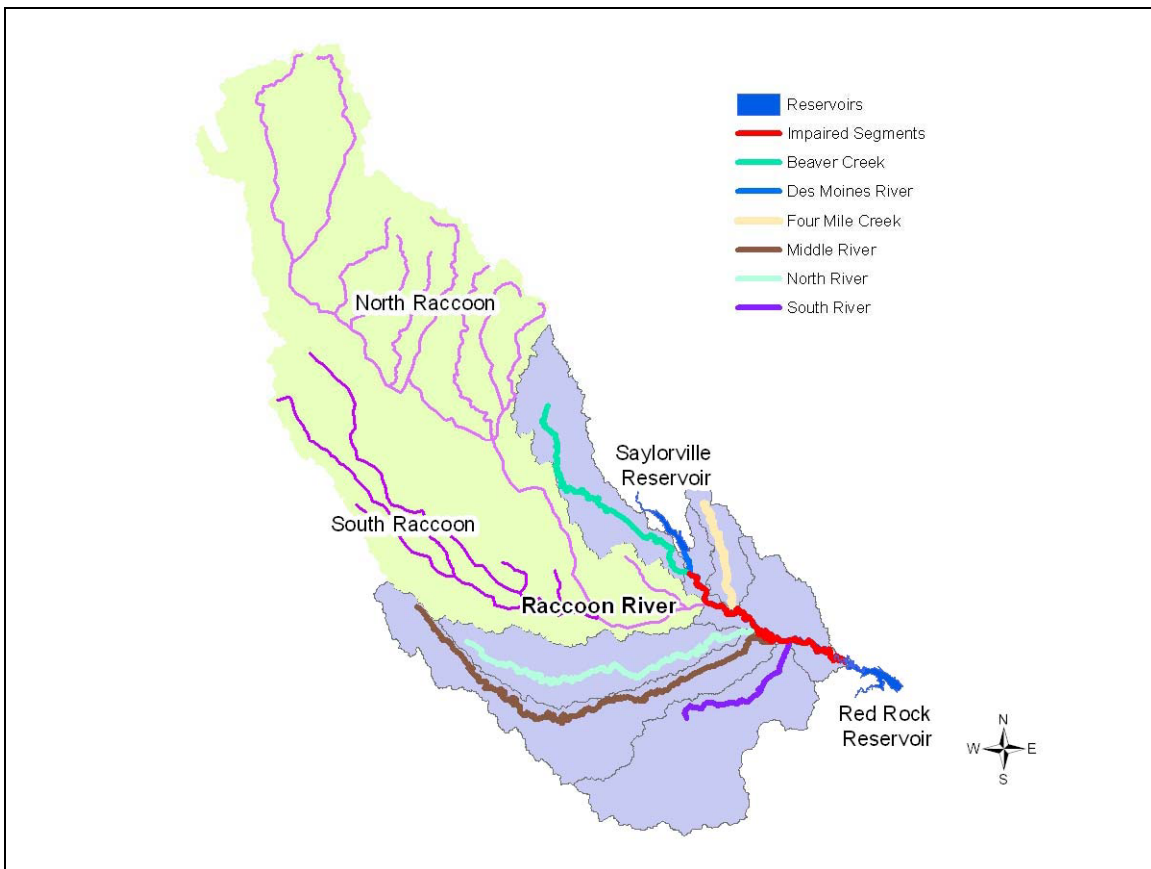 Reservoirs
Impaired Segments
Beaver Creek
Des Moines River
Four Mile Creek
Middle River
North River
South River
North Raccoon
Saylorville
Reservoir
South Raccoon
Raccoon River
Red Rock
Reservoir
N
W E
S